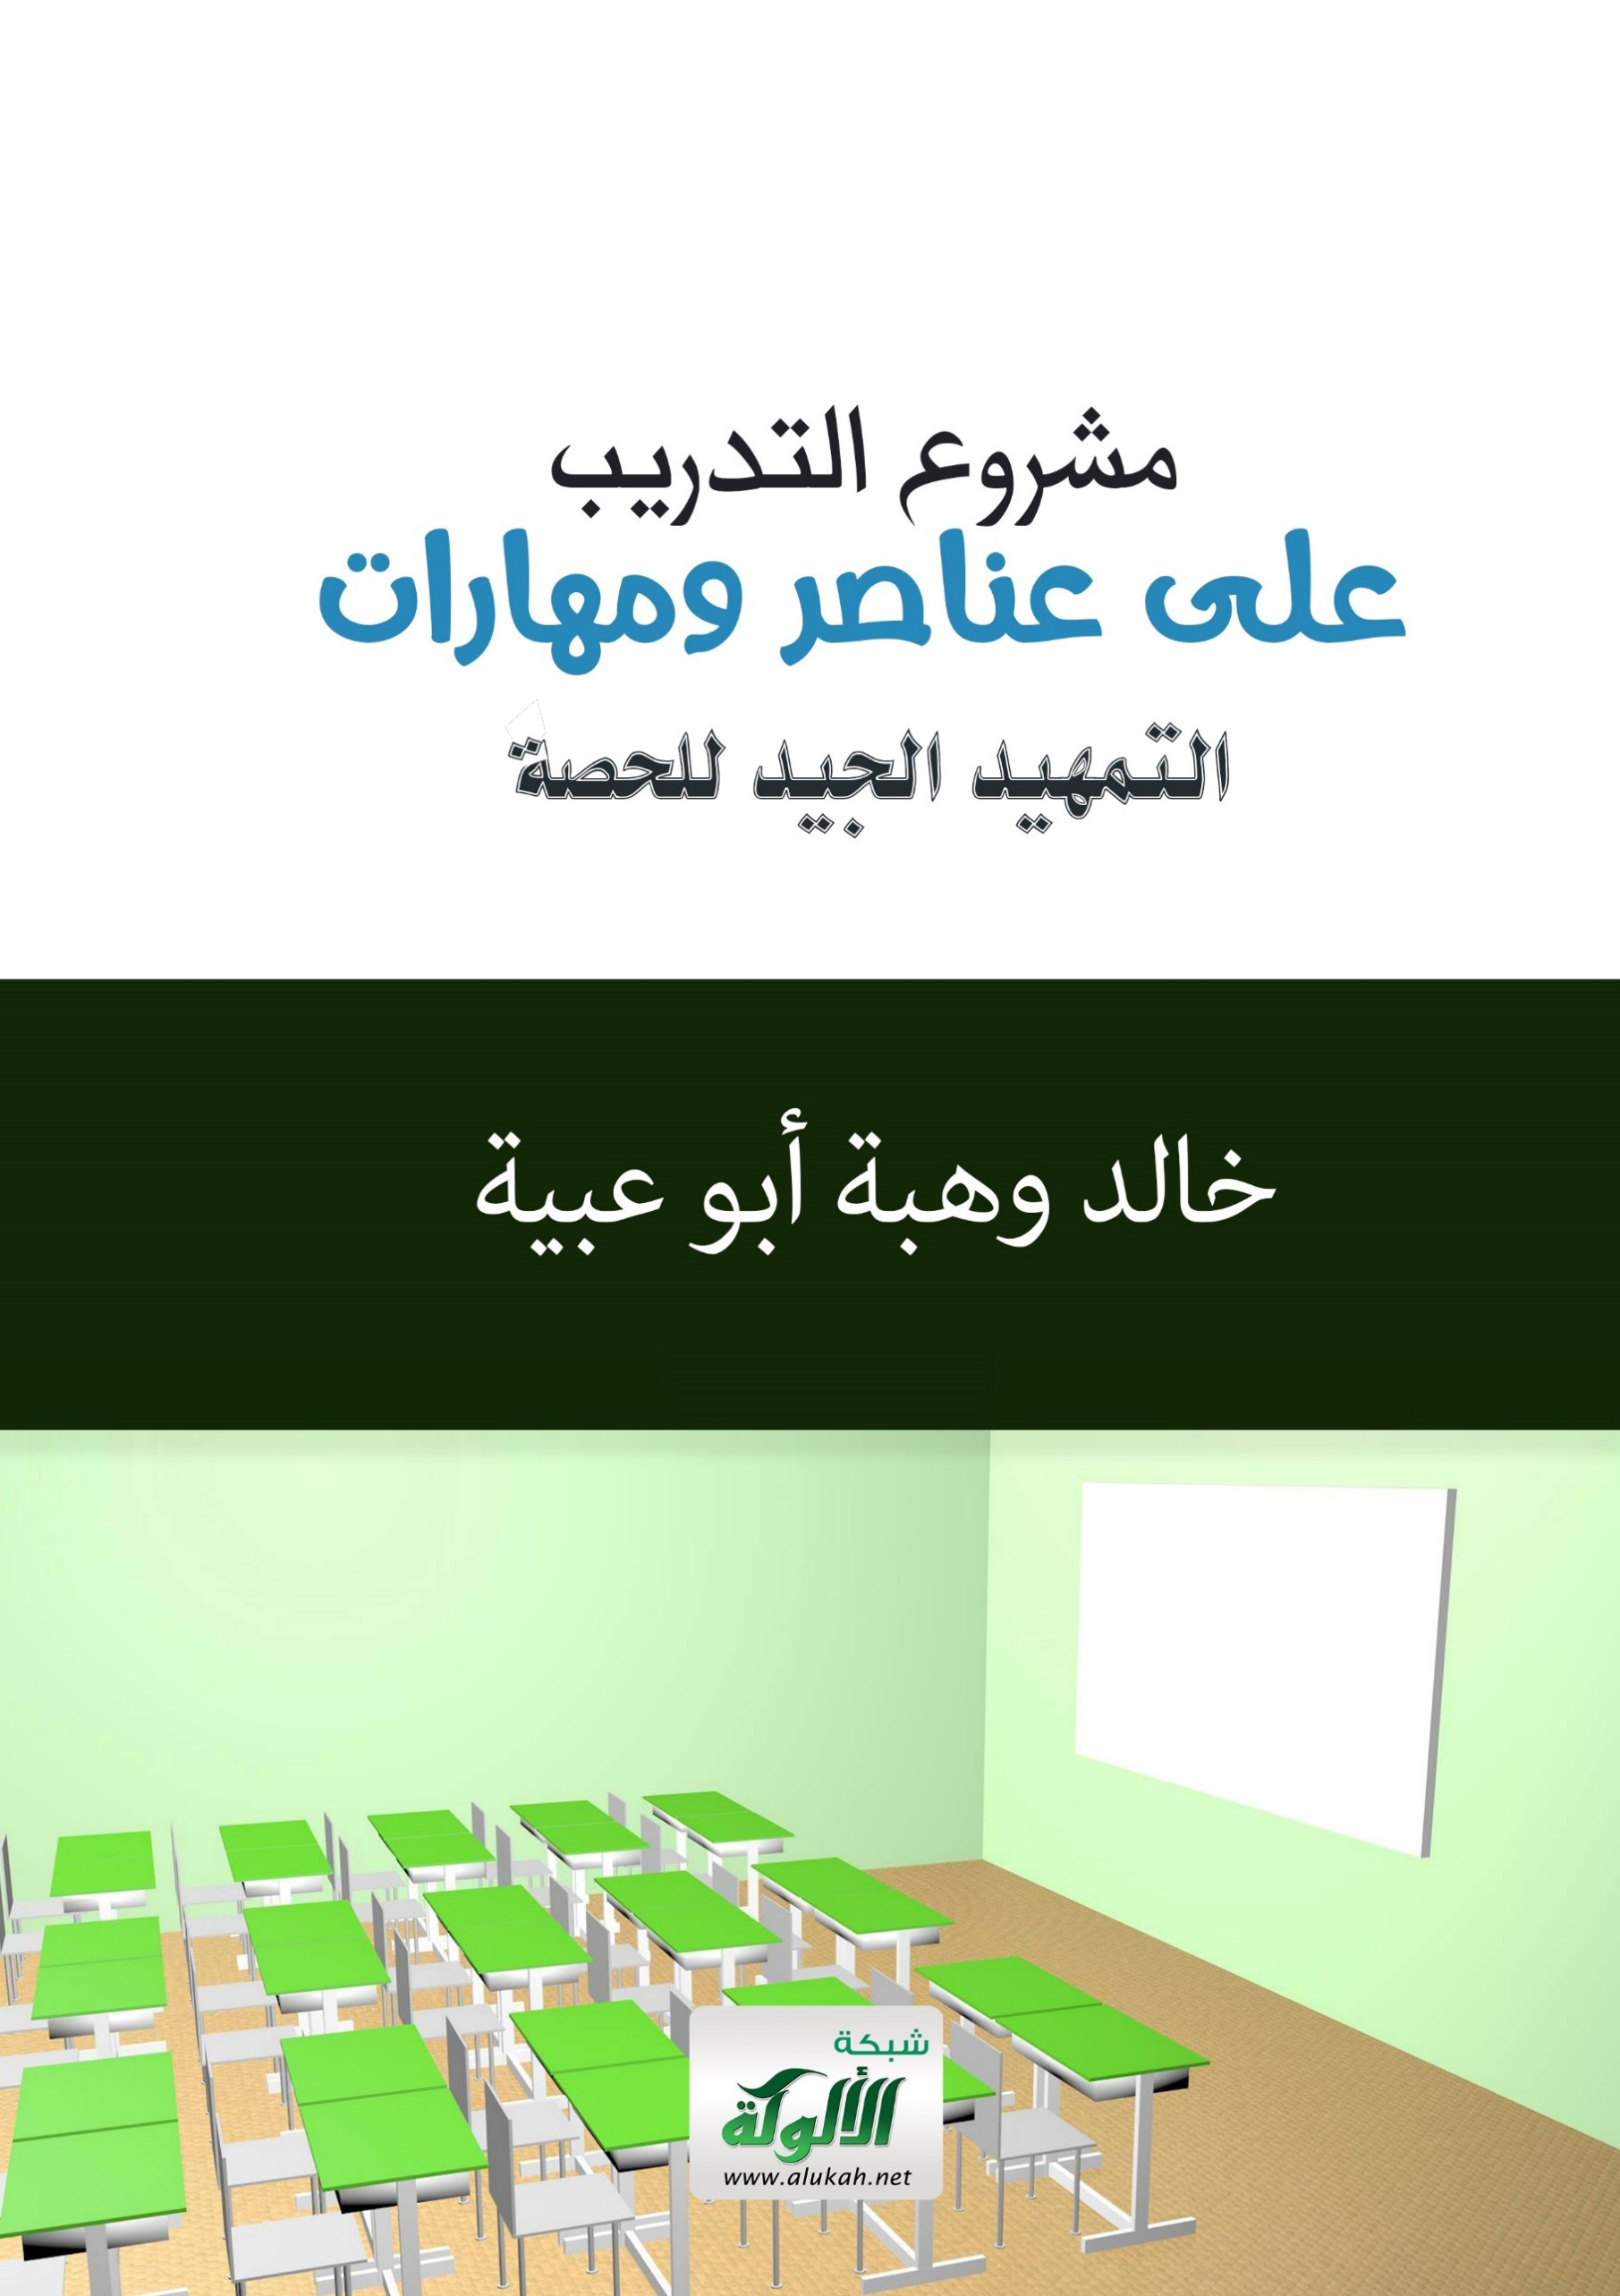 مشروع التدريب
على عناصر ومهارات
التمهيد الجيد للحصة
خالد وهبة أبو عبية
شبكة
الألوكة
www.alukah.net